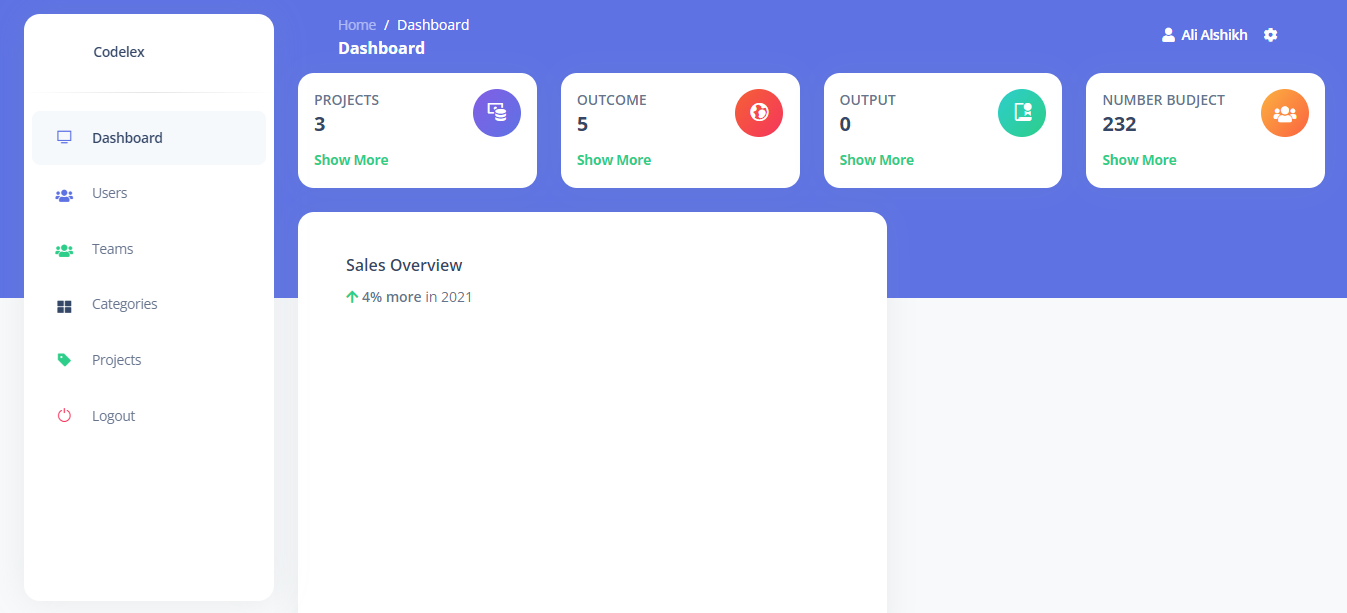 Codelex
Dashboard
Users
Teams
Categories
Projects
Logout
Home / Dashboard
Dashboard
Ali Alshikh
PROJECTS
3
Show More
OUTCOME
5
Show More
OUTPUT
0
Show More
NUMBER BUDJECT
232
Show More
Sales Overview
4% more in 2021